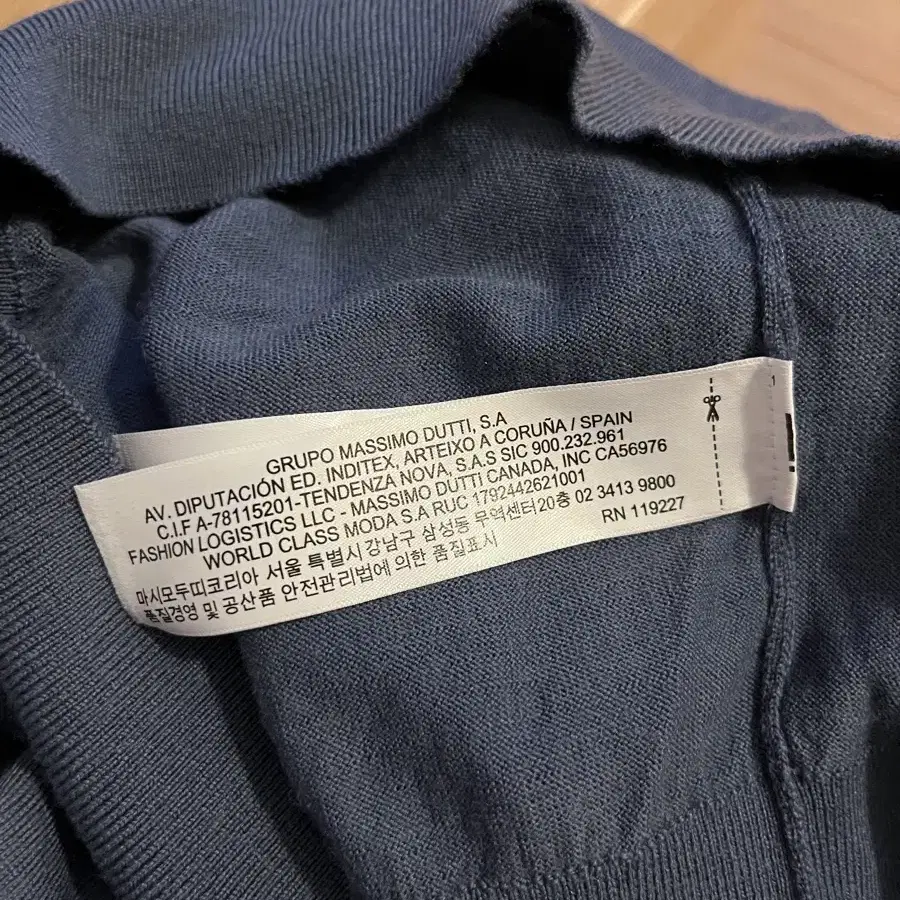 GRUPO MASSIMO DUTTI, S.A
AV. DIPUTACIÓN ED. INDITEX, ARTEIXO A CORUÑA / SPAIN
C.I.F A-78115201-TENDENZA NOVA, S.A.S SIC 900.232.961
FASHION LOGISTICS LLC - MASSIMO DUTTI CANADA, INC CA56976
WORLD CLASS MODA S.A RUC 1792442621001
마시모두띠코리아 서울 특별시 강남구 삼성동 무역센터20층 02 3413 9800
품질경영 및 공산품 안전관리법에 의한 품질표시
RN 119227
1